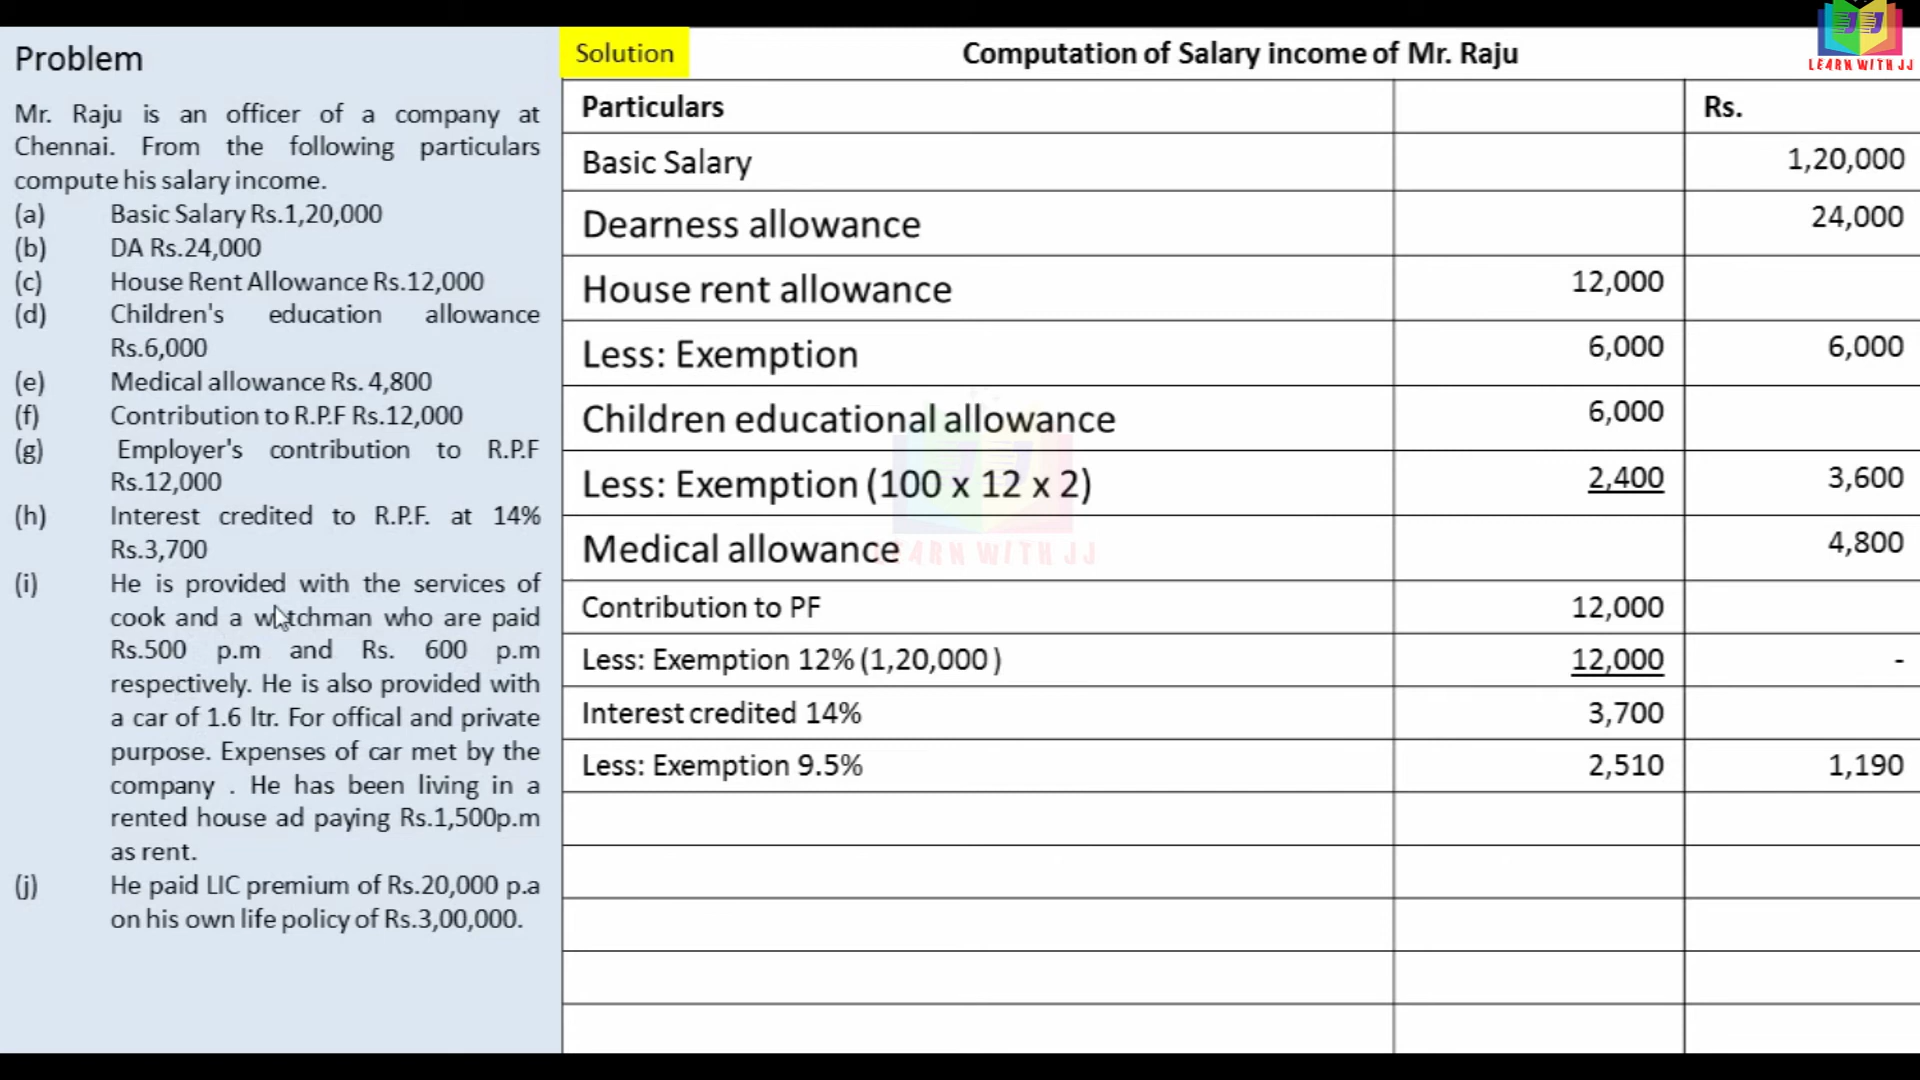 LEARN WITH JJ
Problem
Mr. Raju is an officer of a company at
Chennai. From the following particulars
compute his salary income.
(a) Basic Salary Rs.1,20,000
(b) DA Rs.24,000
(c) House Rent Allowance Rs.12,000
(d) Children's education allowance
Rs.6,000
(e) Medical allowance Rs. 4,800
(f) Contribution to R.P.F Rs.12,000
(g) Employer's contribution to R.P.F
Rs.12,000
(h) Interest credited to R.P.F. at 14%
Rs.3,700
(i) He is provided with the services of
cook and a watchman who are paid
Rs.500 p.m and Rs. 600 p.m
respectively. He is also provided with
a car of 1.6 ltr. For offical and private
purpose. Expenses of car met by the
company . He has been living in a
rented house ad paying Rs.1,500p.m
as rent.
(j) He paid LIC premium of Rs.20,000 p.a
on his own life policy of Rs.3,00,000.
Solution Computation of Salary income of Mr. Raju
Particulars Rs.
Basic Salary 1,20,000
Dearness allowance 24,000
House rent allowance 12,000
Less: Exemption 6,000 6,000
Children educational allowance 6,000
Less: Exemption (100 x 12 x 2) 2,400 3,600
Medical allowance 4,800
LEARN WITH JJ
Contribution to PF 12,000
Less: Exemption 12% (1,20,000 ) 12,000 -
Interest credited 14% 3,700
Less: Exemption 9.5% 2,510 1,190